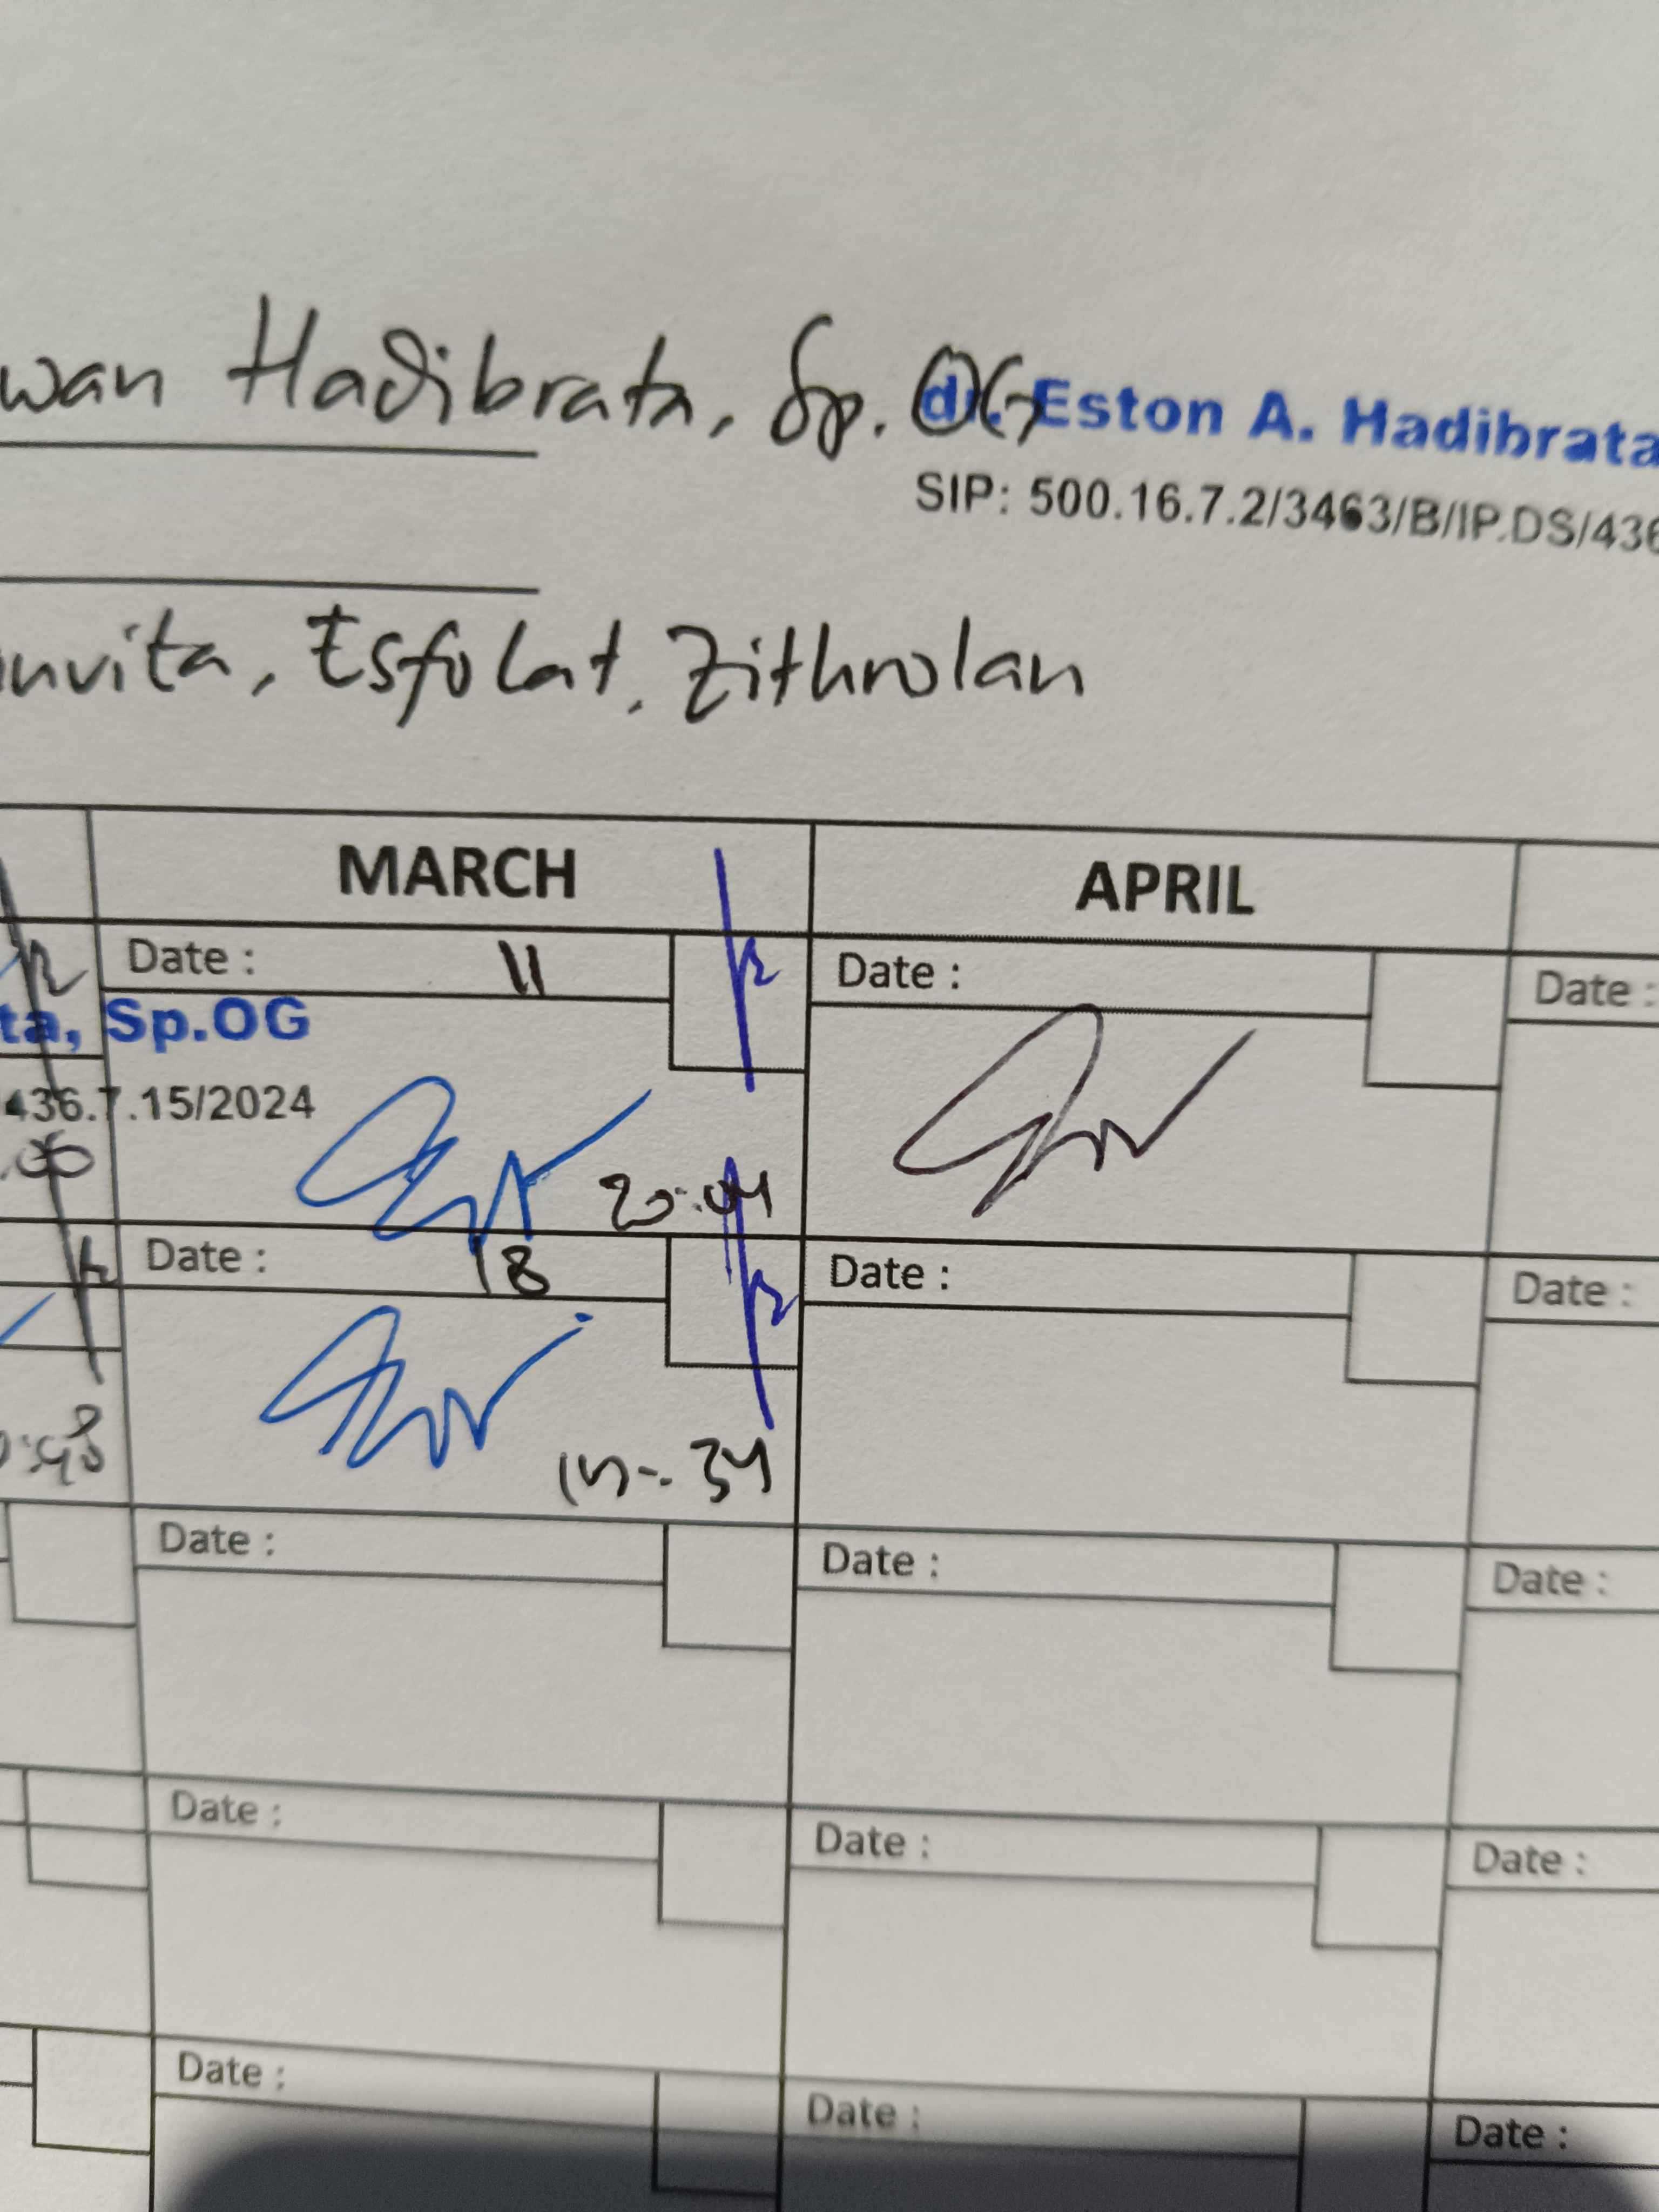 wan Hadibrata, Sp. OG
dr. Eston A. Hadibrata
SIP: 500.16.7.2/3463/B/IP.DS/436
nvita, Esfolat, Zithrolan
MARCH APRIL
Date : 11 Date : Date :
ta, Sp.OG
436.7.15/2024
20:04
Date : 18 Date : Date :
34
Date : Date : Date :
Date : Date : Date :
Date : Date : Date :